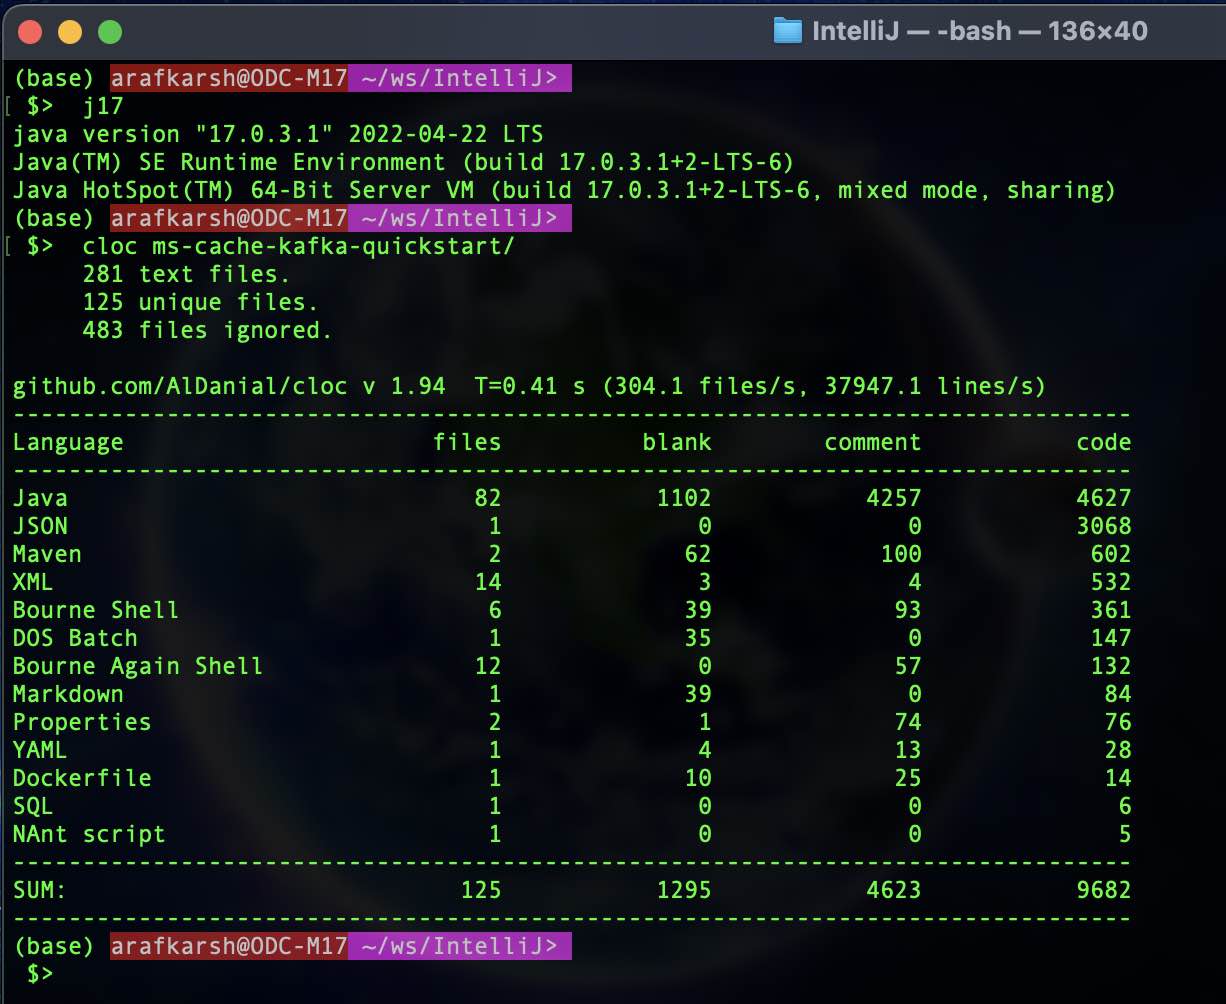 IntelliJ — -bash — 136×40
(base) arafkarsh@ODC-M17 ~/ws/IntelliJ>
[ $>  j17
java version "17.0.3.1" 2022-04-22 LTS
Java(TM) SE Runtime Environment (build 17.0.3.1+2-LTS-6)
Java HotSpot(TM) 64-Bit Server VM (build 17.0.3.1+2-LTS-6, mixed mode, sharing)
(base) arafkarsh@ODC-M17 ~/ws/IntelliJ>
[ $>  cloc ms-cache-kafka-quickstart/
     281 text files.
     125 unique files.
     483 files ignored.

github.com/AlDanial/cloc v 1.94  T=0.41 s (304.1 files/s, 37947.1 lines/s)
--------------------------------------------------------------------------------
Language                      files          blank        comment           code
--------------------------------------------------------------------------------
Java                             82           1102           4257           4627
JSON                              1              0              0           3068
Maven                             2             62            100            602
XML                              14              3              4            532
Bourne Shell                      6             39             93            361
DOS Batch                         1             35              0            147
Bourne Again Shell               12              0             57            132
Markdown                          1             39              0             84
Properties                        2              1             74             76
YAML                              1              4             13             28
Dockerfile                        1             10             25             14
SQL                               1              0              0              6
NAnt script                       1              0              0              5
--------------------------------------------------------------------------------
SUM:                            125           1295           4623           9682
--------------------------------------------------------------------------------
(base) arafkarsh@ODC-M17 ~/ws/IntelliJ>
 $>